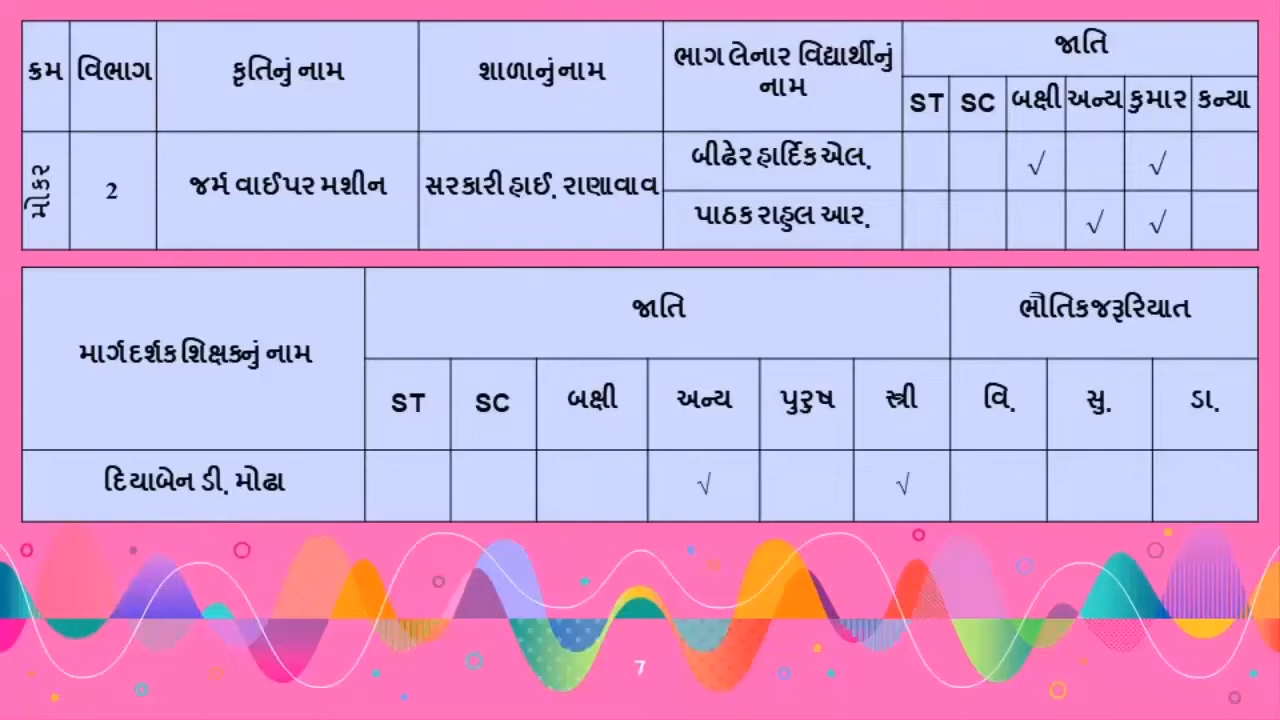 ક્રમ વિભાગ કૃતિનું નામ શાળાનું નામ ભાગ લેનાર વિદ્યાર્થીનું નામ જાતિ
ST SC બક્ષી અન્ય કુમાર કન્યા
મોકર 2 જર્મ વાઈપર મશીન સરકારી હાઈ. રાણાવાવ બીઢેર હાર્દિક એલ. √ √
પાઠક રાહુલ આર. √ √
માર્ગદર્શક શિક્ષકનું નામ જાતિ ભૌતિક જરૂરિયાત
ST SC બક્ષી અન્ય પુરુષ સ્ત્રી વિ. સુ. ડા.
દિયાબેન ડી. મોઢા √ √
7